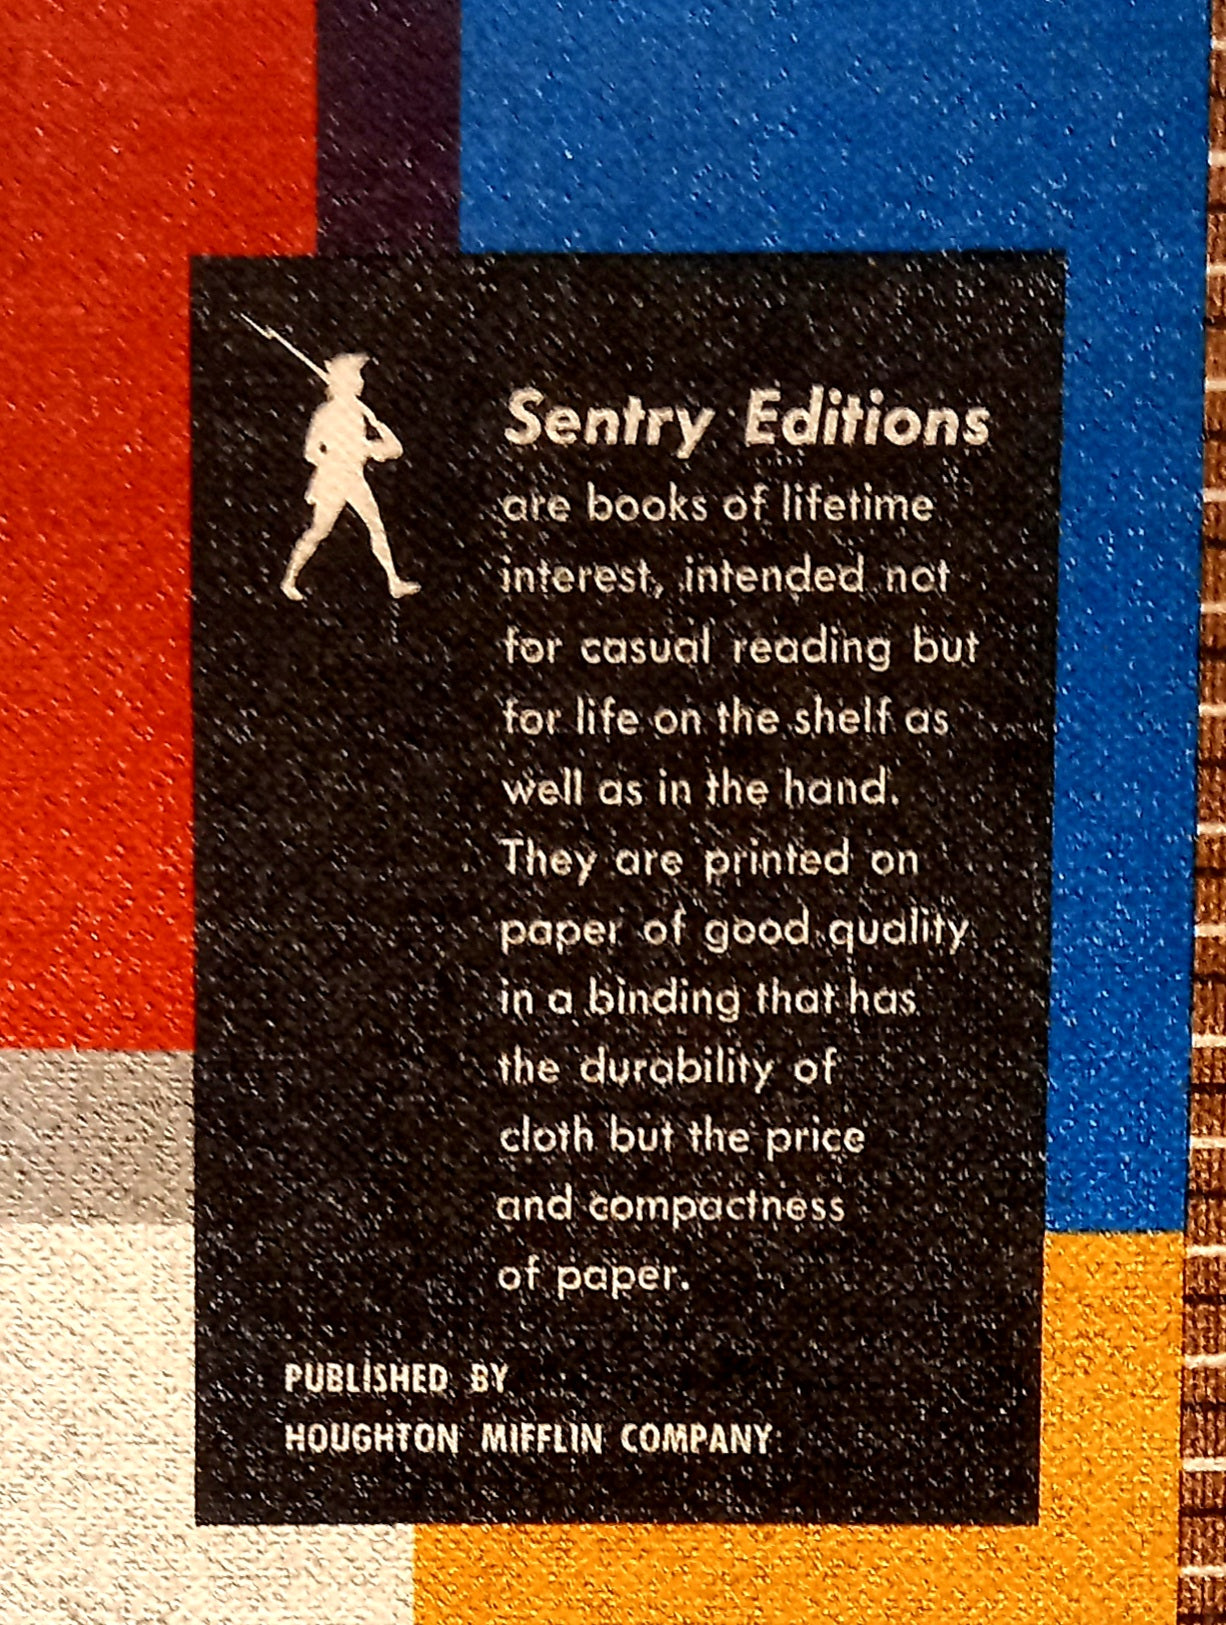 Sentry Editions
are books of lifetime
interest, intended not
for casual reading but
for life on the shelf as
well as in the hand.
They are printed on
paper of good quality
in a binding that has
the durability of
cloth but the price
and compactness
of paper.
PUBLISHED BY
HOUGHTON MIFFLIN COMPANY